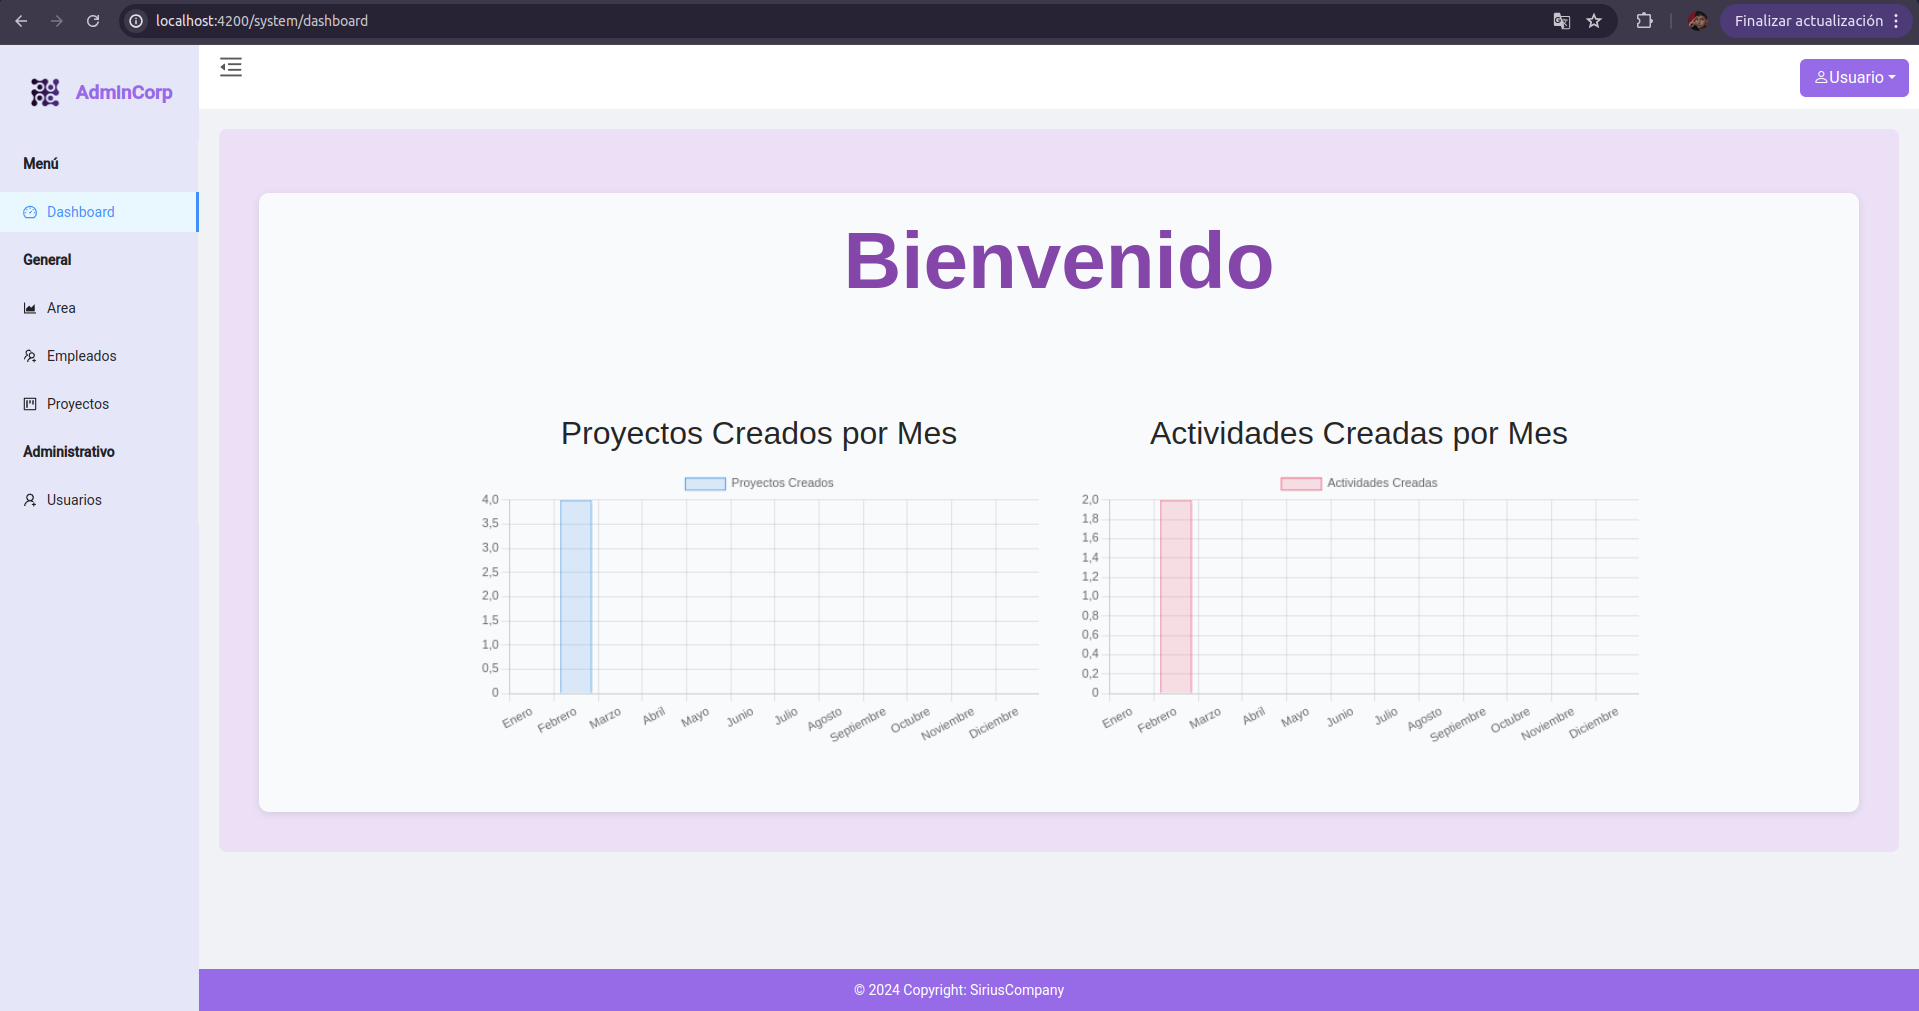 localhost:4200/system/dashboard
Finalizar actualización
AdmInCorp
Usuario
Menú
Dashboard
General
Area
Empleados
Proyectos
Administrativo
Usuarios
Bienvenido
Proyectos Creados por Mes
Proyectos Creados
4,0
3,5
3,0
2,5
2,0
1,5
1,0
0,5
0
Enero Febrero Marzo Abril Mayo Junio Julio Agosto Septiembre Octubre Noviembre Diciembre
Actividades Creadas por Mes
Actividades Creadas
2,0
1,8
1,6
1,4
1,2
1,0
0,8
0,6
0,4
0,2
0
Enero Febrero Marzo Abril Mayo Junio Julio Agosto Septiembre Octubre Noviembre Diciembre
© 2024 Copyright: SiriusCompany